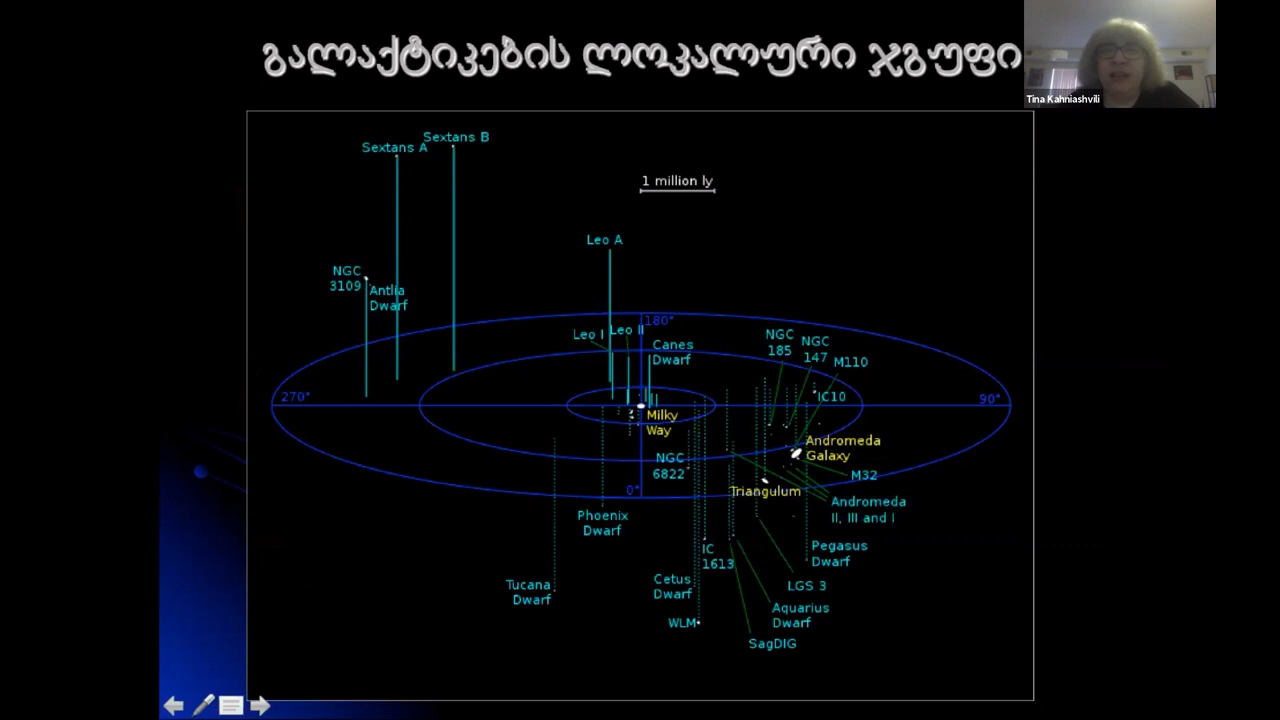 გალაქტიკების ლოკალური ჯგუფი
Tina Kahniashvili
Sextans B
Sextans A
1 million ly
Leo A
NGC
3109
Antlia
Dwarf
180°
Leo I
Leo II
Canes
Dwarf
NGC
185
NGC
147
M110
270°
90°
IC10
Milky
Way
Andromeda
Galaxy
NGC
6822
M32
0°
Triangulum
Andromeda
II, III and I
Phoenix
Dwarf
IC
1613
Pegasus
Dwarf
Tucana
Dwarf
Cetus
Dwarf
LGS 3
Aquarius
Dwarf
WLM
SagDIG